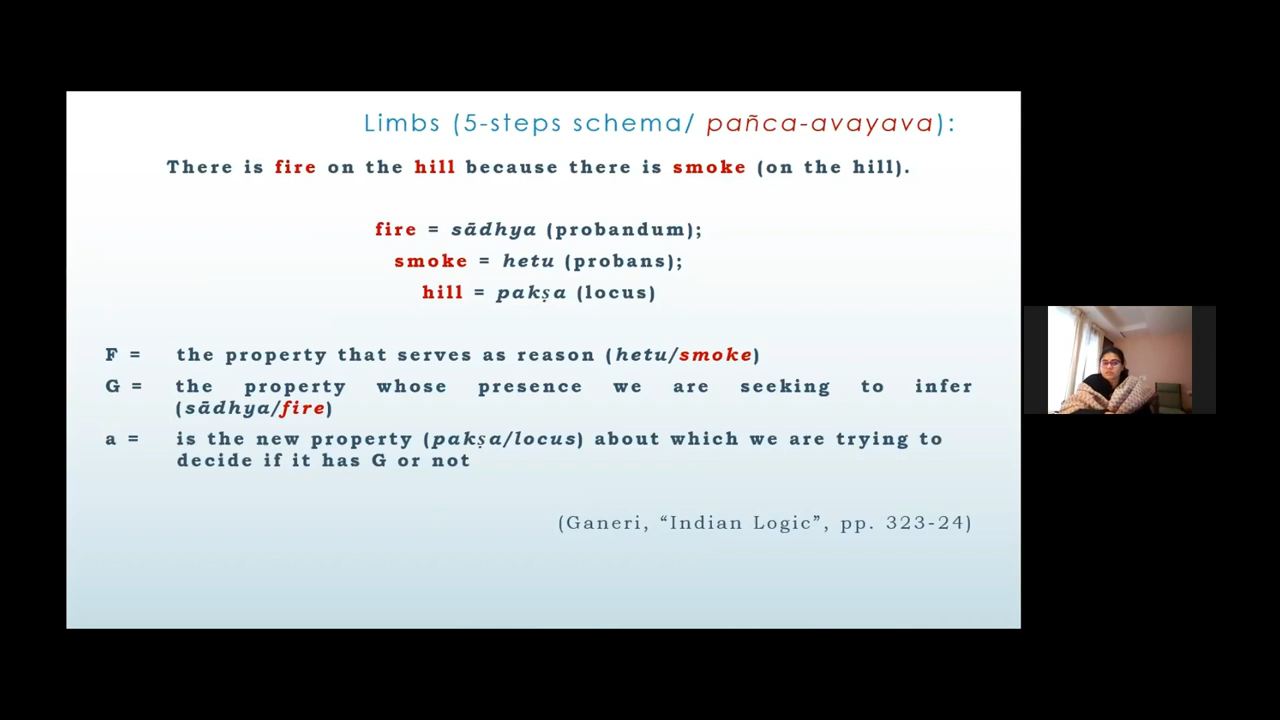 Limbs (5-steps schema/ pañca-avayava):
There is fire on the hill because there is smoke (on the hill).
fire = sādhya (probandum);
smoke = hetu (probans);
hill = pakṣa (locus)
F = the property that serves as reason (hetu/smoke)
G = the property whose presence we are seeking to infer
(sādhya/fire)
a = is the new property (pakṣa/locus) about which we are trying to
decide if it has G or not
(Ganeri, “Indian Logic”, pp. 323-24)